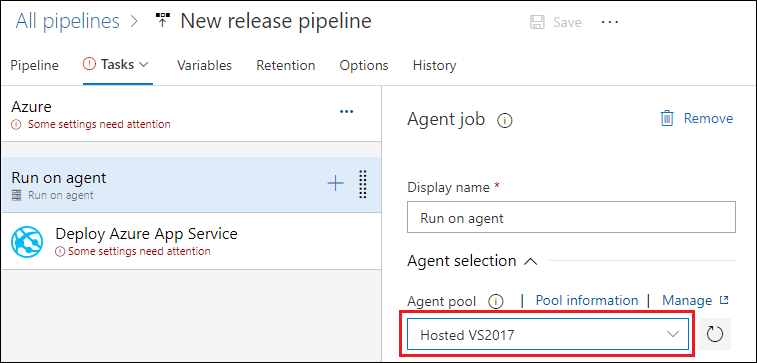 All pipelines > New release pipeline Save ...
Pipeline Tasks Variables Retention Options History
Azure ...
Some settings need attention
Run on agent
Run on agent
Deploy Azure App Service
Some settings need attention
Agent job Remove
Display name *
Run on agent
Agent selection
Agent pool | Pool information | Manage
Hosted VS2017